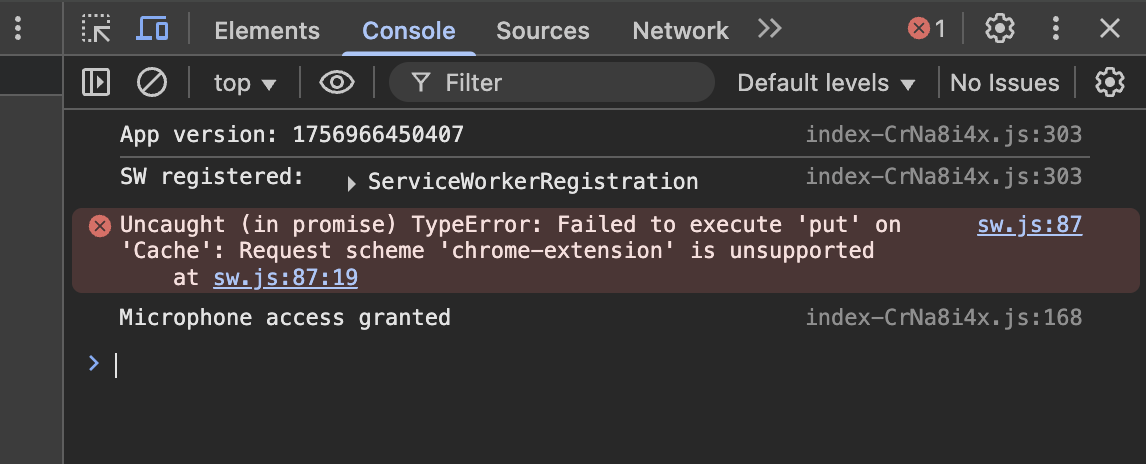 Elements Console Sources Network 1
top Filter Default levels No Issues
App version: 1756966450407 index-CrNa8i4x.js:303
SW registered: ServiceWorkerRegistration index-CrNa8i4x.js:303
Uncaught (in promise) TypeError: Failed to execute 'put' on sw.js:87
'Cache': Request scheme 'chrome-extension' is unsupported
at sw.js:87:19
Microphone access granted index-CrNa8i4x.js:168